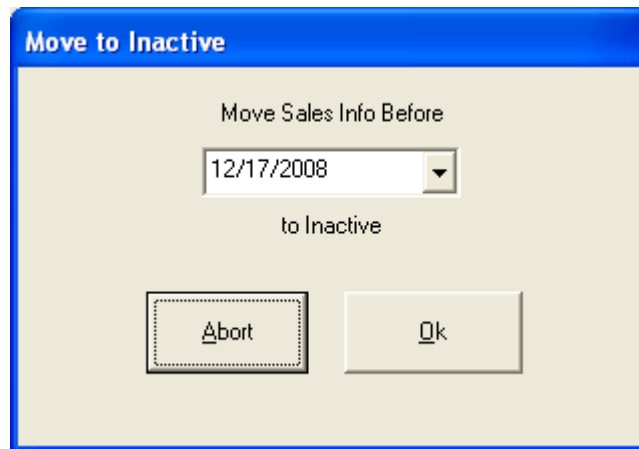 Move to Inactive
Move Sales Info Before
12/17/2008
to Inactive
Abort Ok